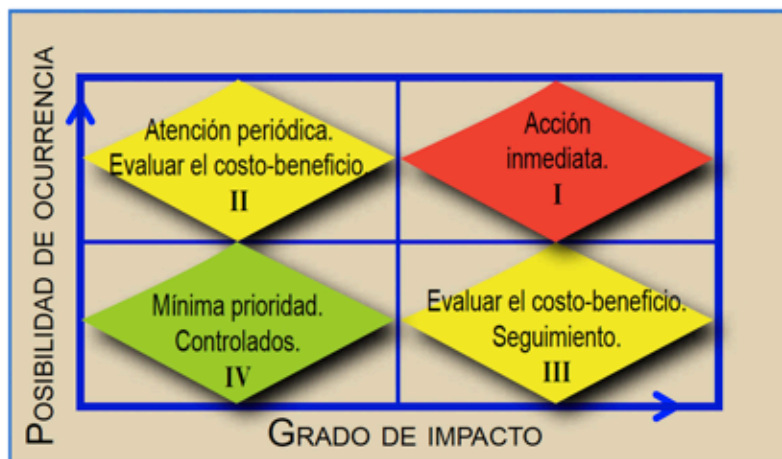 POSIBILIDAD DE OCURRENCIA
Atención periódica.
Evaluar el costo-beneficio.
II
Acción
inmediata.
I
Mínima prioridad.
Controlados.
IV
Evaluar el costo-beneficio.
Seguimiento.
III
GRADO DE IMPACTO